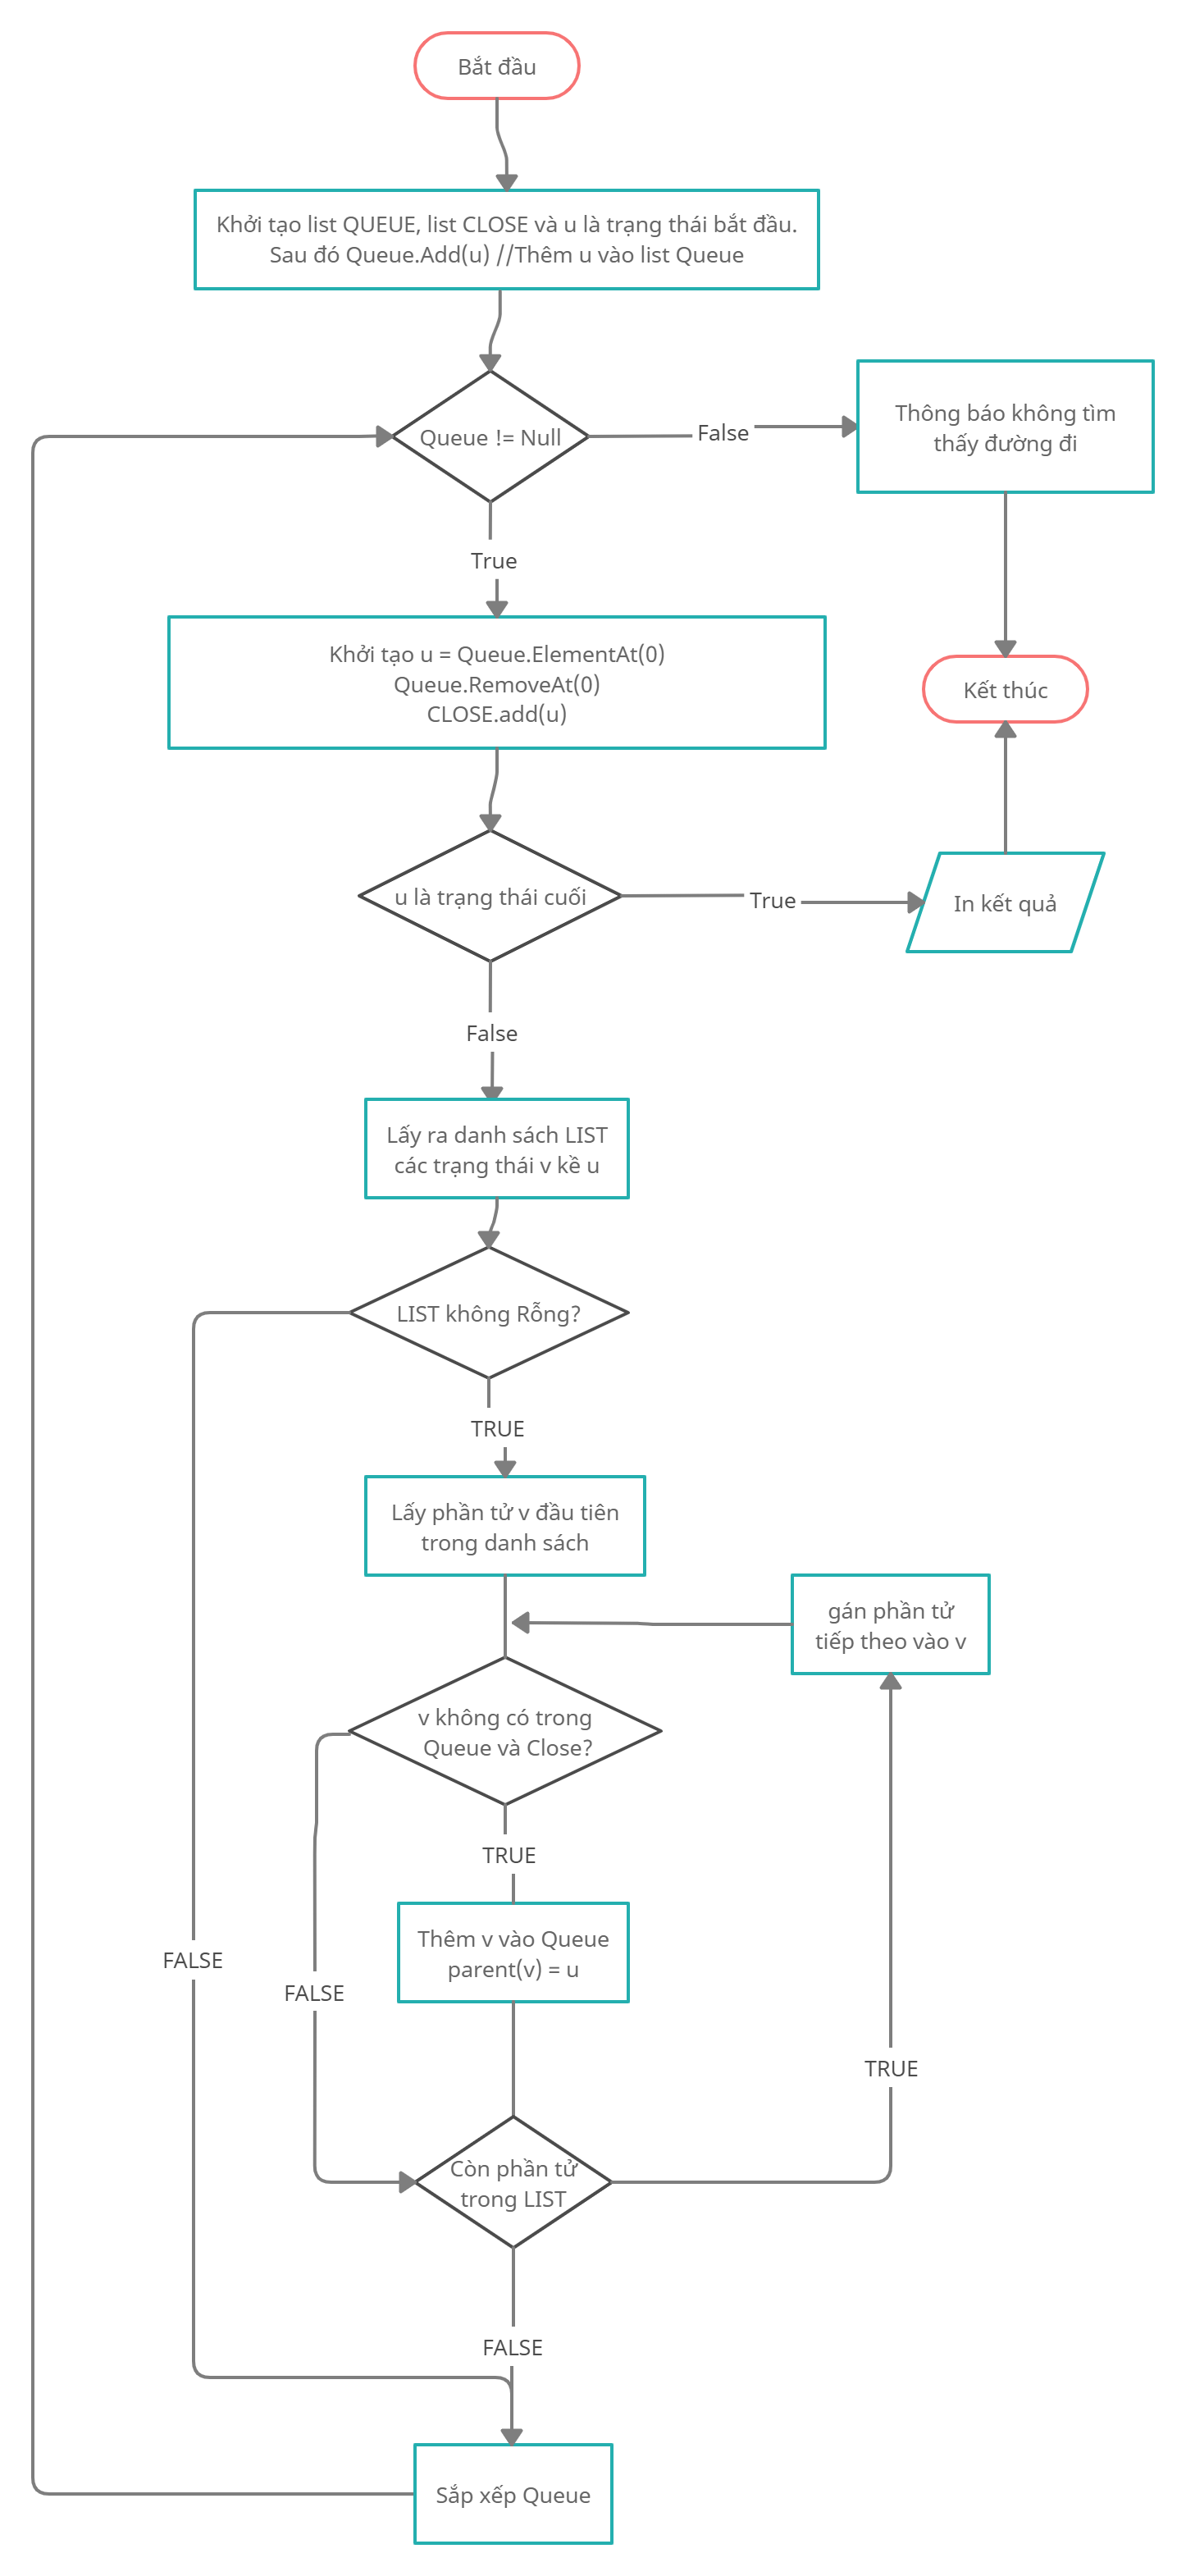 Bắt đầu
Khởi tạo list QUEUE, list CLOSE và u là trạng thái bắt đầu.
Sau đó Queue.Add(u) //Thêm u vào list Queue
Queue != Null
False
Thông báo không tìm
thấy đường đi
True
Khởi tạo u = Queue.ElementAt(0)
Queue.RemoveAt(0)
CLOSE.add(u)
Kết thúc
u là trạng thái cuối
True
In kết quả
False
Lấy ra danh sách LIST
các trạng thái v kề u
LIST không Rỗng?
TRUE
Lấy phần tử v đầu tiên
trong danh sách
gán phần tử
tiếp theo vào v
v không có trong
Queue và Close?
TRUE
Thêm v vào Queue
parent(v) = u
FALSE
FALSE
TRUE
Còn phần tử
trong LIST
FALSE
Sắp xếp Queue